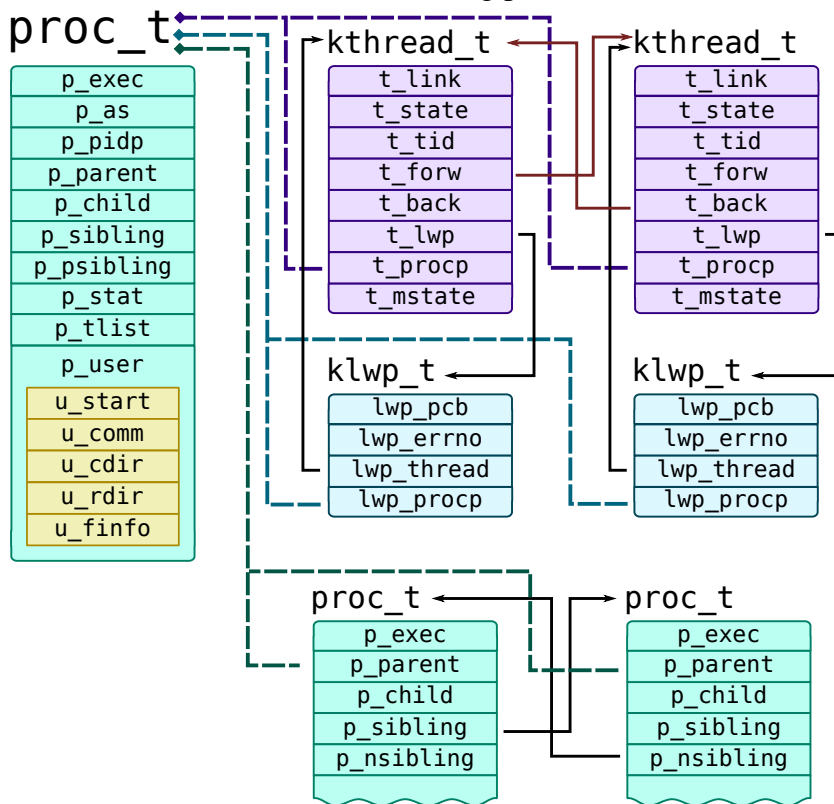 proc_t
p_exec
p_as
p_pidp
p_parent
p_child
p_sibling
p_psibling
p_stat
p_tlist
p_user
u_start
u_comm
u_cdir
u_rdir
u_finfo
kthread_t
t_link
t_state
t_tid
t_forw
t_back
t_lwp
t_procp
t_mstate
kthread_t
t_link
t_state
t_tid
t_forw
t_back
t_lwp
t_procp
t_mstate
klwp_t
lwp_pcb
lwp_errno
lwp_thread
lwp_procp
klwp_t
lwp_pcb
lwp_errno
lwp_thread
lwp_procp
proc_t
p_exec
p_parent
p_child
p_sibling
p_nsibling
proc_t
p_exec
p_parent
p_child
p_sibling
p_nsibling